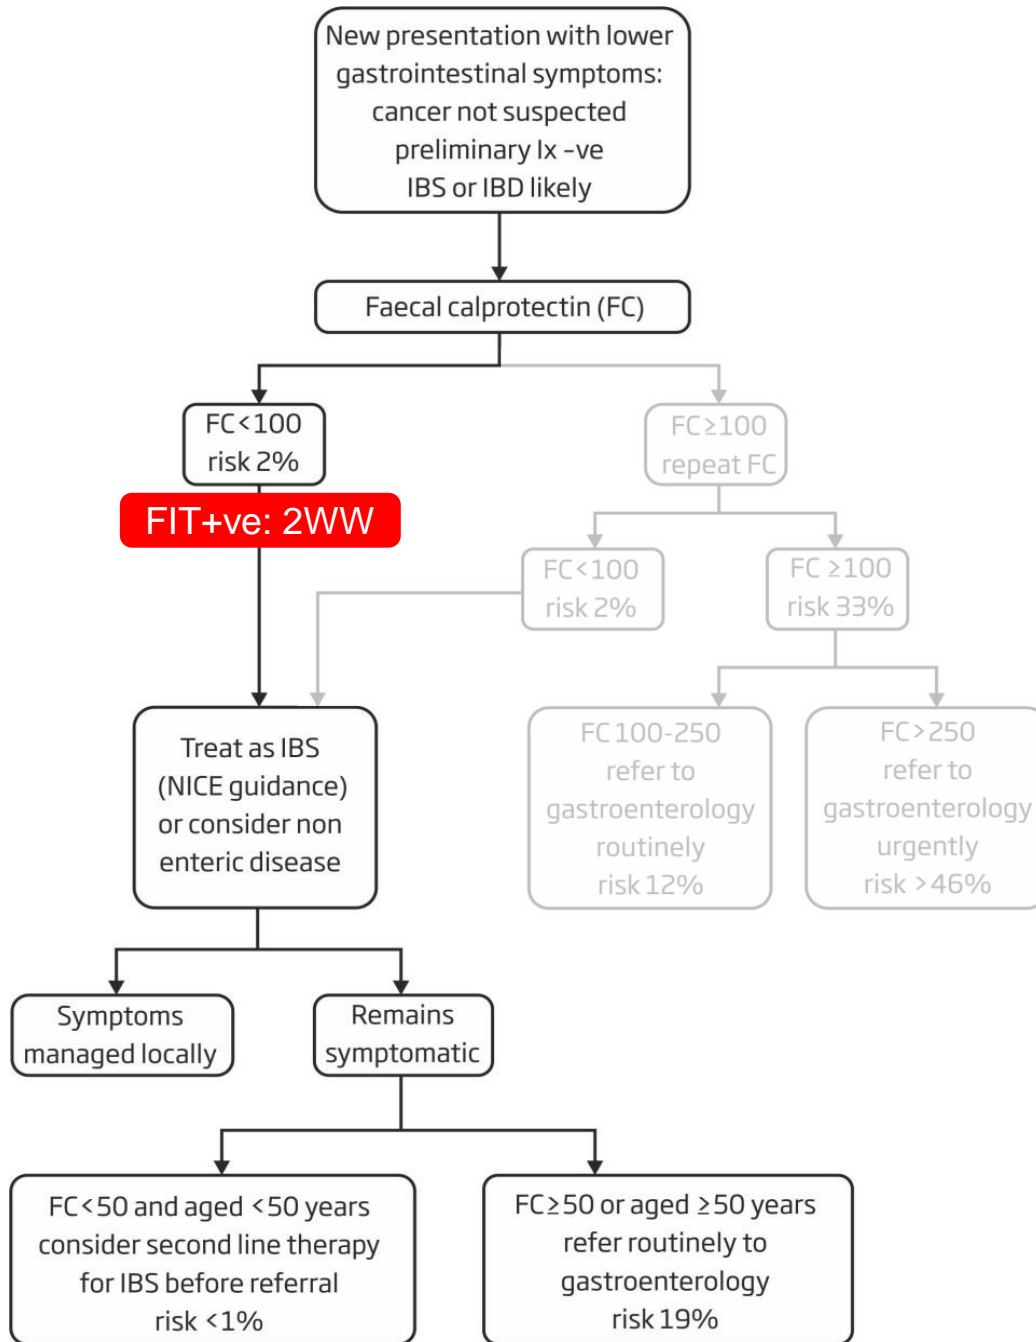 New presentation with lower
gastrointestinal symptoms:
cancer not suspected
preliminary Ix –ve
IBS or IBD likely
Faecal calprotectin (FC)
FC<100
risk 2%
FC≥100
repeat FC
FIT+ve: 2WW
FC<100
risk 2%
FC ≥100
risk 33%
Treat as IBS
(NICE guidance)
or consider non
enteric disease
FC 100-250
refer to
gastroenterology
routinely
risk 12%
FC>250
refer to
gastroenterology
urgently
risk >46%
Symptoms
managed locally
Remains
symptomatic
FC<50 and aged <50 years
consider second line therapy
for IBS before referral
risk <1%
FC≥50 or aged ≥50 years
refer routinely to
gastroenterology
risk 19%